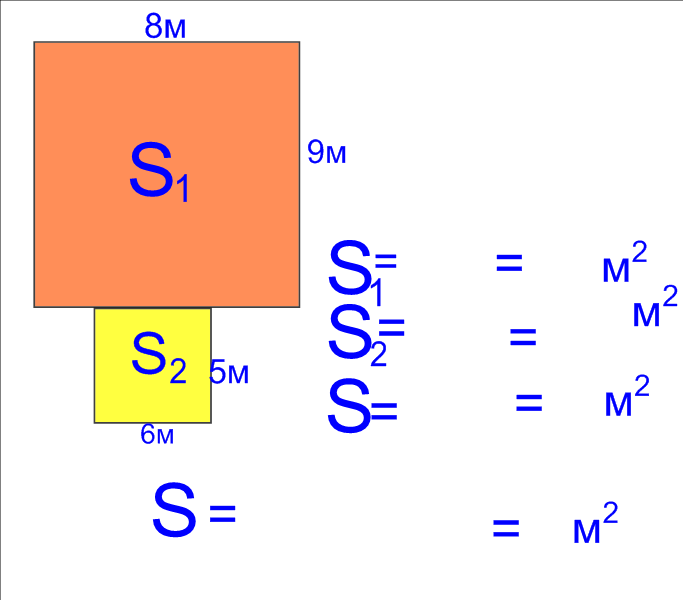 8м
S₁
9м
S₁ = = м²
S₂ = = м²
S₂
5м
6м
S = = м²
S = = м²